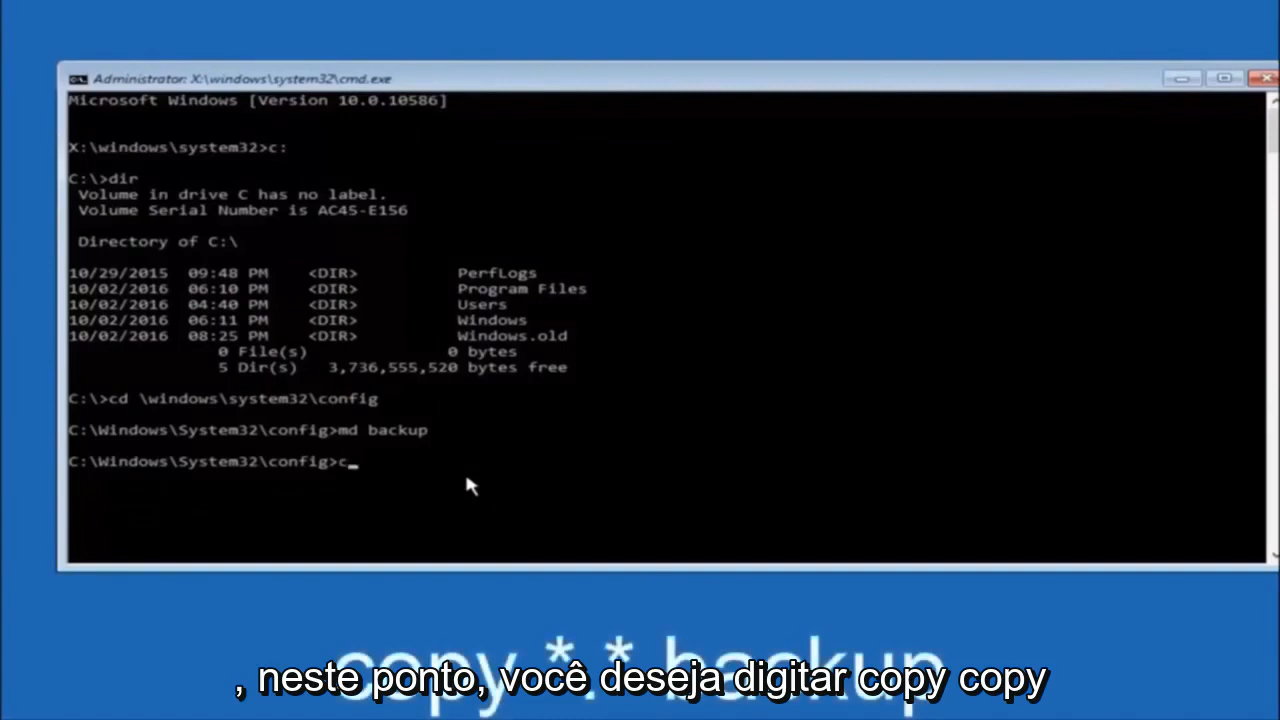 Administrator: X:\windows\system32\cmd.exe
Microsoft Windows [Version 10.0.10586]
X:\windows\system32>c:
C:\>dir
Volume in drive C has no label.
Volume Serial Number is AC45-E156
Directory of C:\
10/29/2015 09:48 PM <DIR> PerfLogs
10/02/2016 06:10 PM <DIR> Program Files
10/02/2016 04:40 PM <DIR> Users
10/02/2016 06:11 PM <DIR> Windows
10/02/2016 08:25 PM <DIR> Windows.old
0 File(s) 0 bytes
5 Dir(s) 3,736,555,520 bytes free
C:\>cd \windows\system32\config
C:\Windows\System32\config>md backup
C:\Windows\System32\config>c_
copy *.* backup
, neste ponto, você deseja digitar copy copy